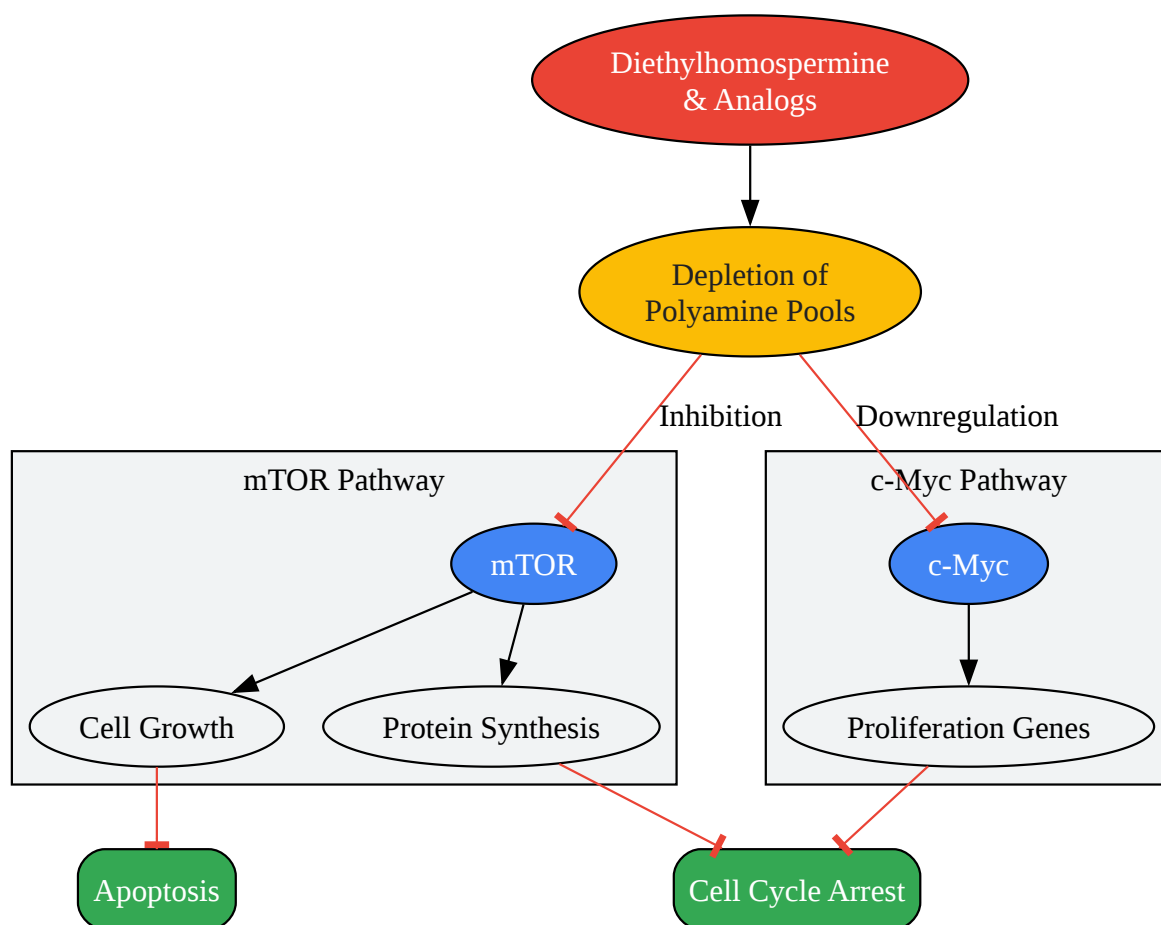 Diethylhomospermine
& Analogs
Depletion of
Polyamine Pools
Inhibition
Downregulation
mTOR Pathway
c-Myc Pathway
mTOR
c-Myc
Cell Growth
Protein Synthesis
Proliferation Genes
Apoptosis
Cell Cycle Arrest